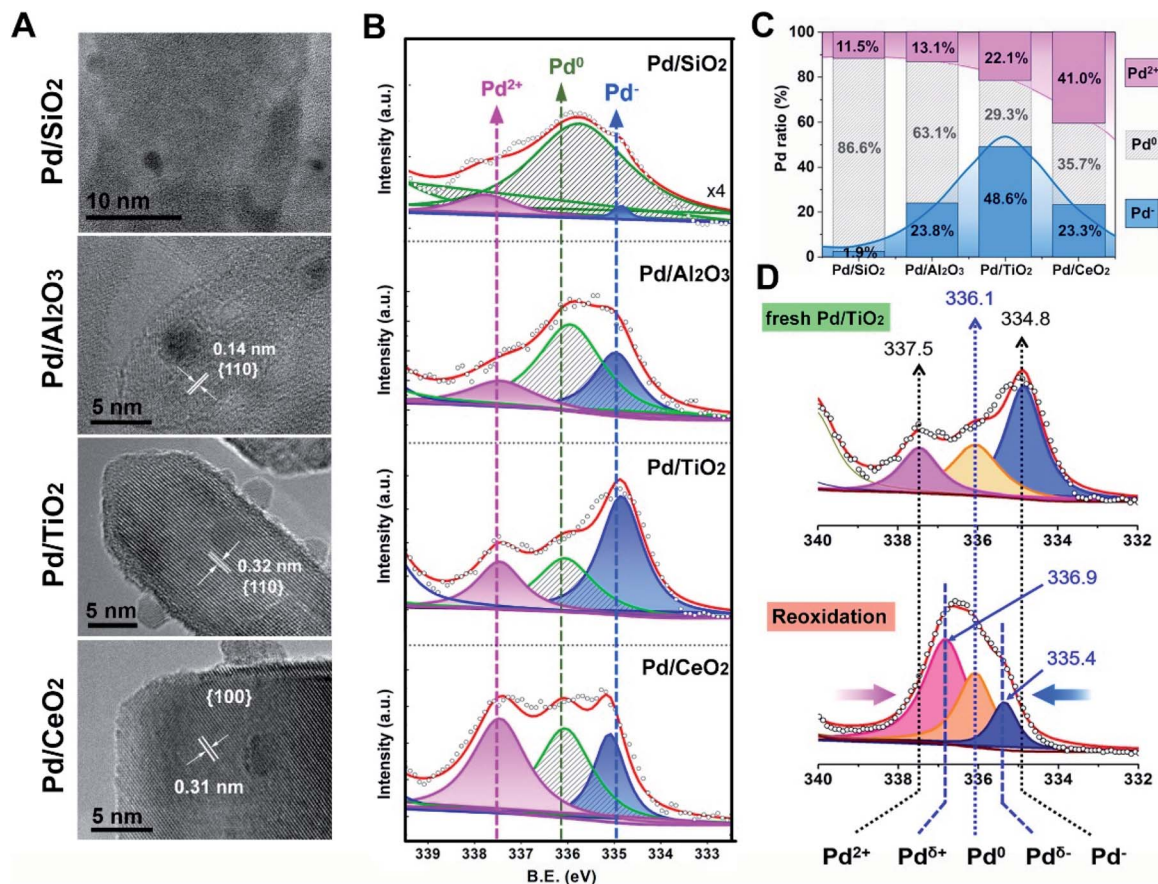 A
Pd/SiO2
10 nm
Pd/Al2O3
0.14 nm
{110}
5 nm
Pd/TiO2
0.32 nm
{110}
5 nm
Pd/CeO2
{100}
0.31 nm
5 nm
B
Pd/SiO2
Pd2+
Pd0
Pd-
x4
Intensity (a.u.)
Pd/Al2O3
Intensity (a.u.)
Pd/TiO2
Intensity (a.u.)
Pd/CeO2
Intensity (a.u.)
339 338 337 336 335 334 333
B.E. (eV)
C
Pd ratio (%)
100
80
60
40
20
0
11.5% 13.1% 22.1% 41.0%
86.6% 63.1% 29.3% 35.7%
1.9% 23.8% 48.6% 23.3%
Pd/SiO2 Pd/Al2O3 Pd/TiO2 Pd/CeO2
Pd2+
Pd0
Pd-
D
fresh Pd/TiO2
336.1
334.8
337.5
340 338 336 334 332
Reoxidation
336.9
335.4
340 338 336 334 332
Pd2+ Pdδ+ Pd0 Pdδ- Pd-